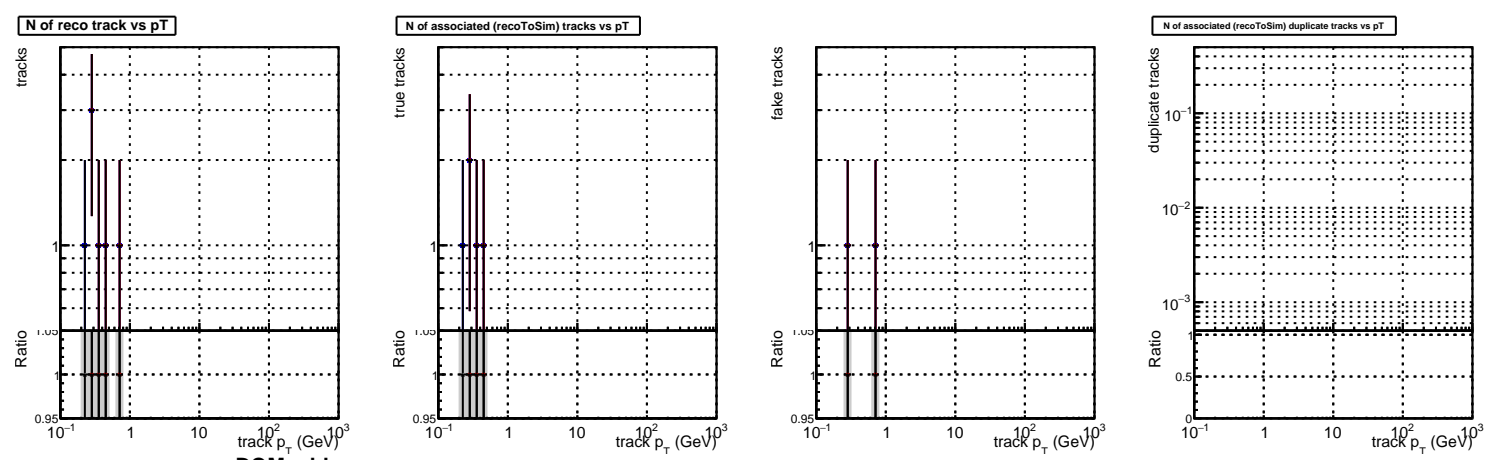 N of reco track vs pT
N of associated (recoToSim) tracks vs pT
N of associated (recoToSim) duplicate tracks vs pT
tracks
1
Ratio
1.05
1
0.95
10⁻¹ 1 10 10² 10³
track p_T (GeV)
true tracks
1
Ratio
1.05
1
0.95
10⁻¹ 1 10 10² 10³
track p_T (GeV)
fake tracks
1
Ratio
1.05
1
0.95
10⁻¹ 1 10 10² 10³
track p_T (GeV)
duplicate tracks
10⁻¹
10⁻²
10⁻³
Ratio
1
0.5
0
10⁻¹ 1 10 10² 10³
track p_T (GeV)